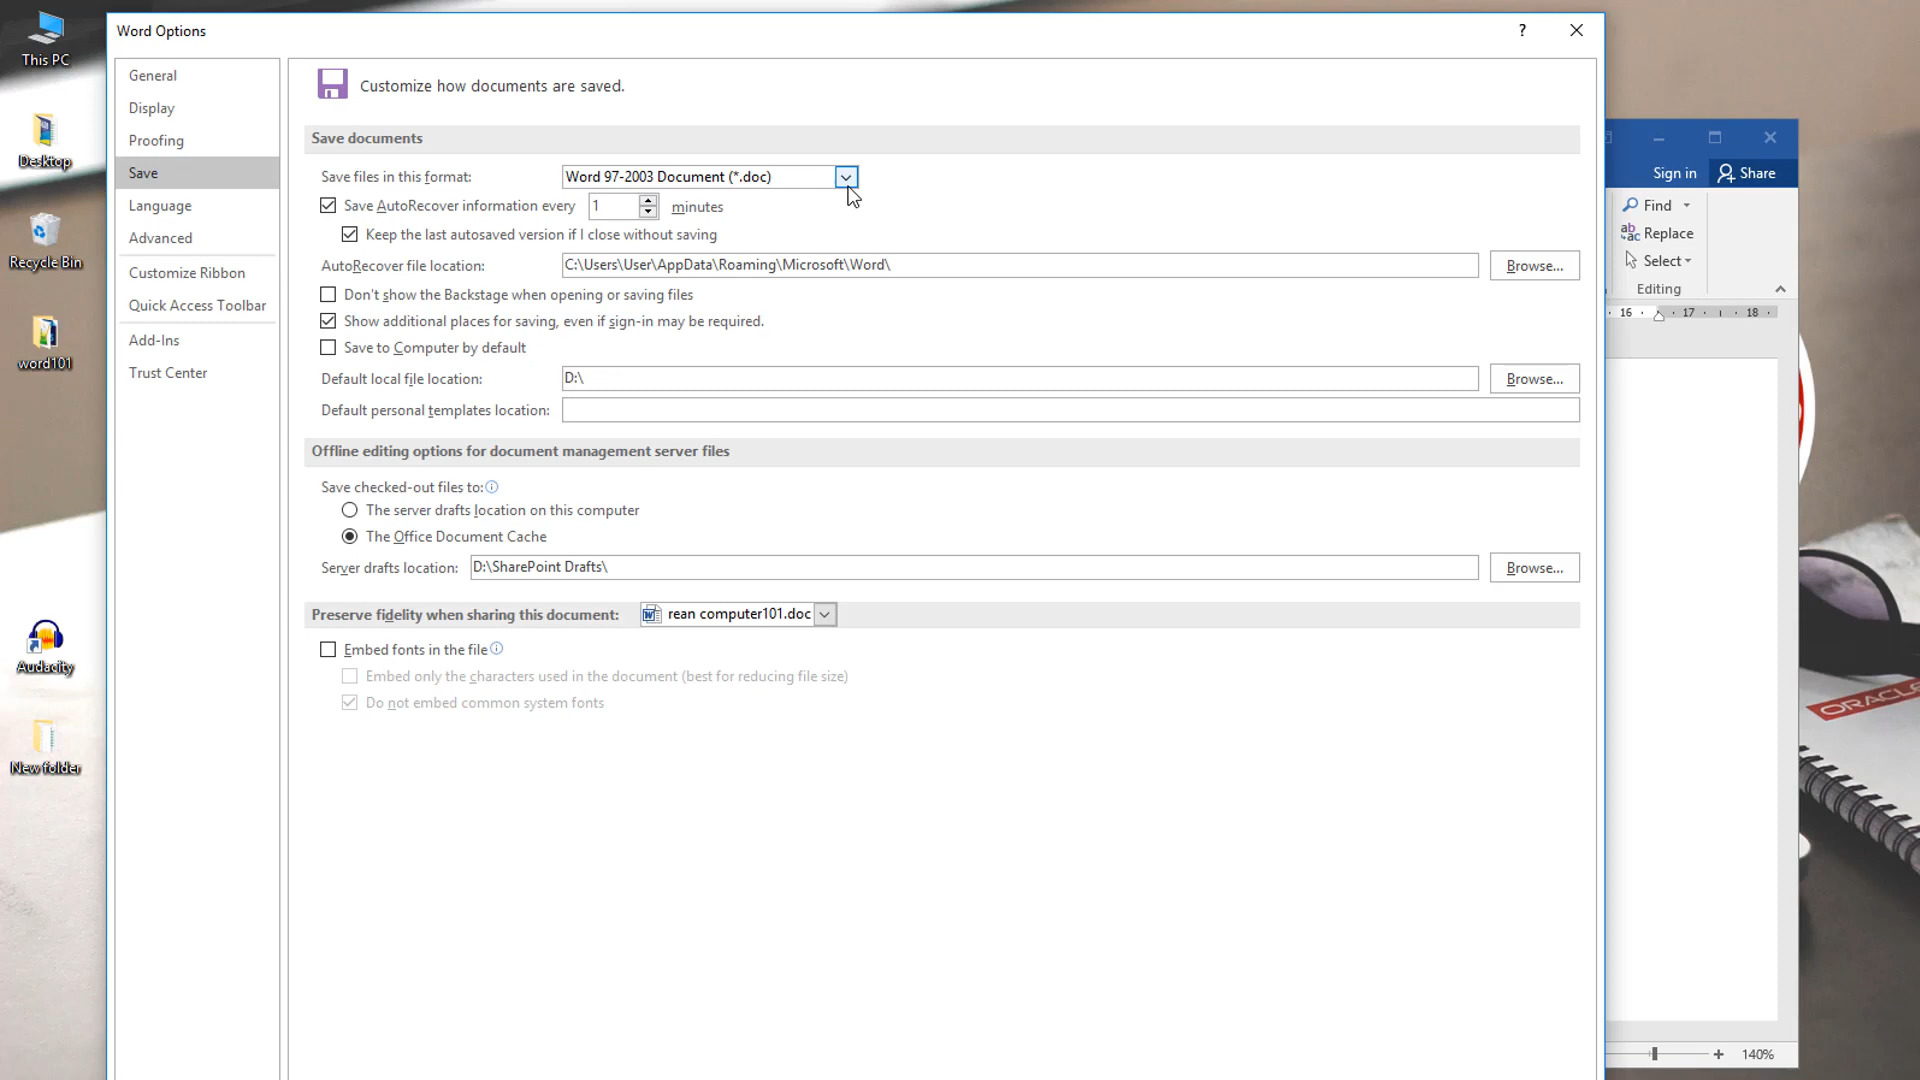 Word Options
?
This PC
Desktop
Recycle Bin
word101
Audacity
New folder
General
Display
Proofing
Save
Language
Advanced
Customize Ribbon
Quick Access Toolbar
Add-Ins
Trust Center
Customize how documents are saved.
Save documents
Save files in this format: Word 97-2003 Document (*.doc)
Save AutoRecover information every 1 minutes
Keep the last autosaved version if I close without saving
AutoRecover file location: C:\Users\User\AppData\Roaming\Microsoft\Word\ Browse...
Don't show the Backstage when opening or saving files
Show additional places for saving, even if sign-in may be required.
Save to Computer by default
Default local file location: D:\ Browse...
Default personal templates location:
Offline editing options for document management server files
Save checked-out files to:
The server drafts location on this computer
The Office Document Cache
Server drafts location: D:\SharePoint Drafts\ Browse...
Preserve fidelity when sharing this document: rean computer101.doc
Embed fonts in the file
Embed only the characters used in the document (best for reducing file size)
Do not embed common system fonts
Sign in Share
Find
Replace
Select
Editing
16 17 18
ORACLE
140%